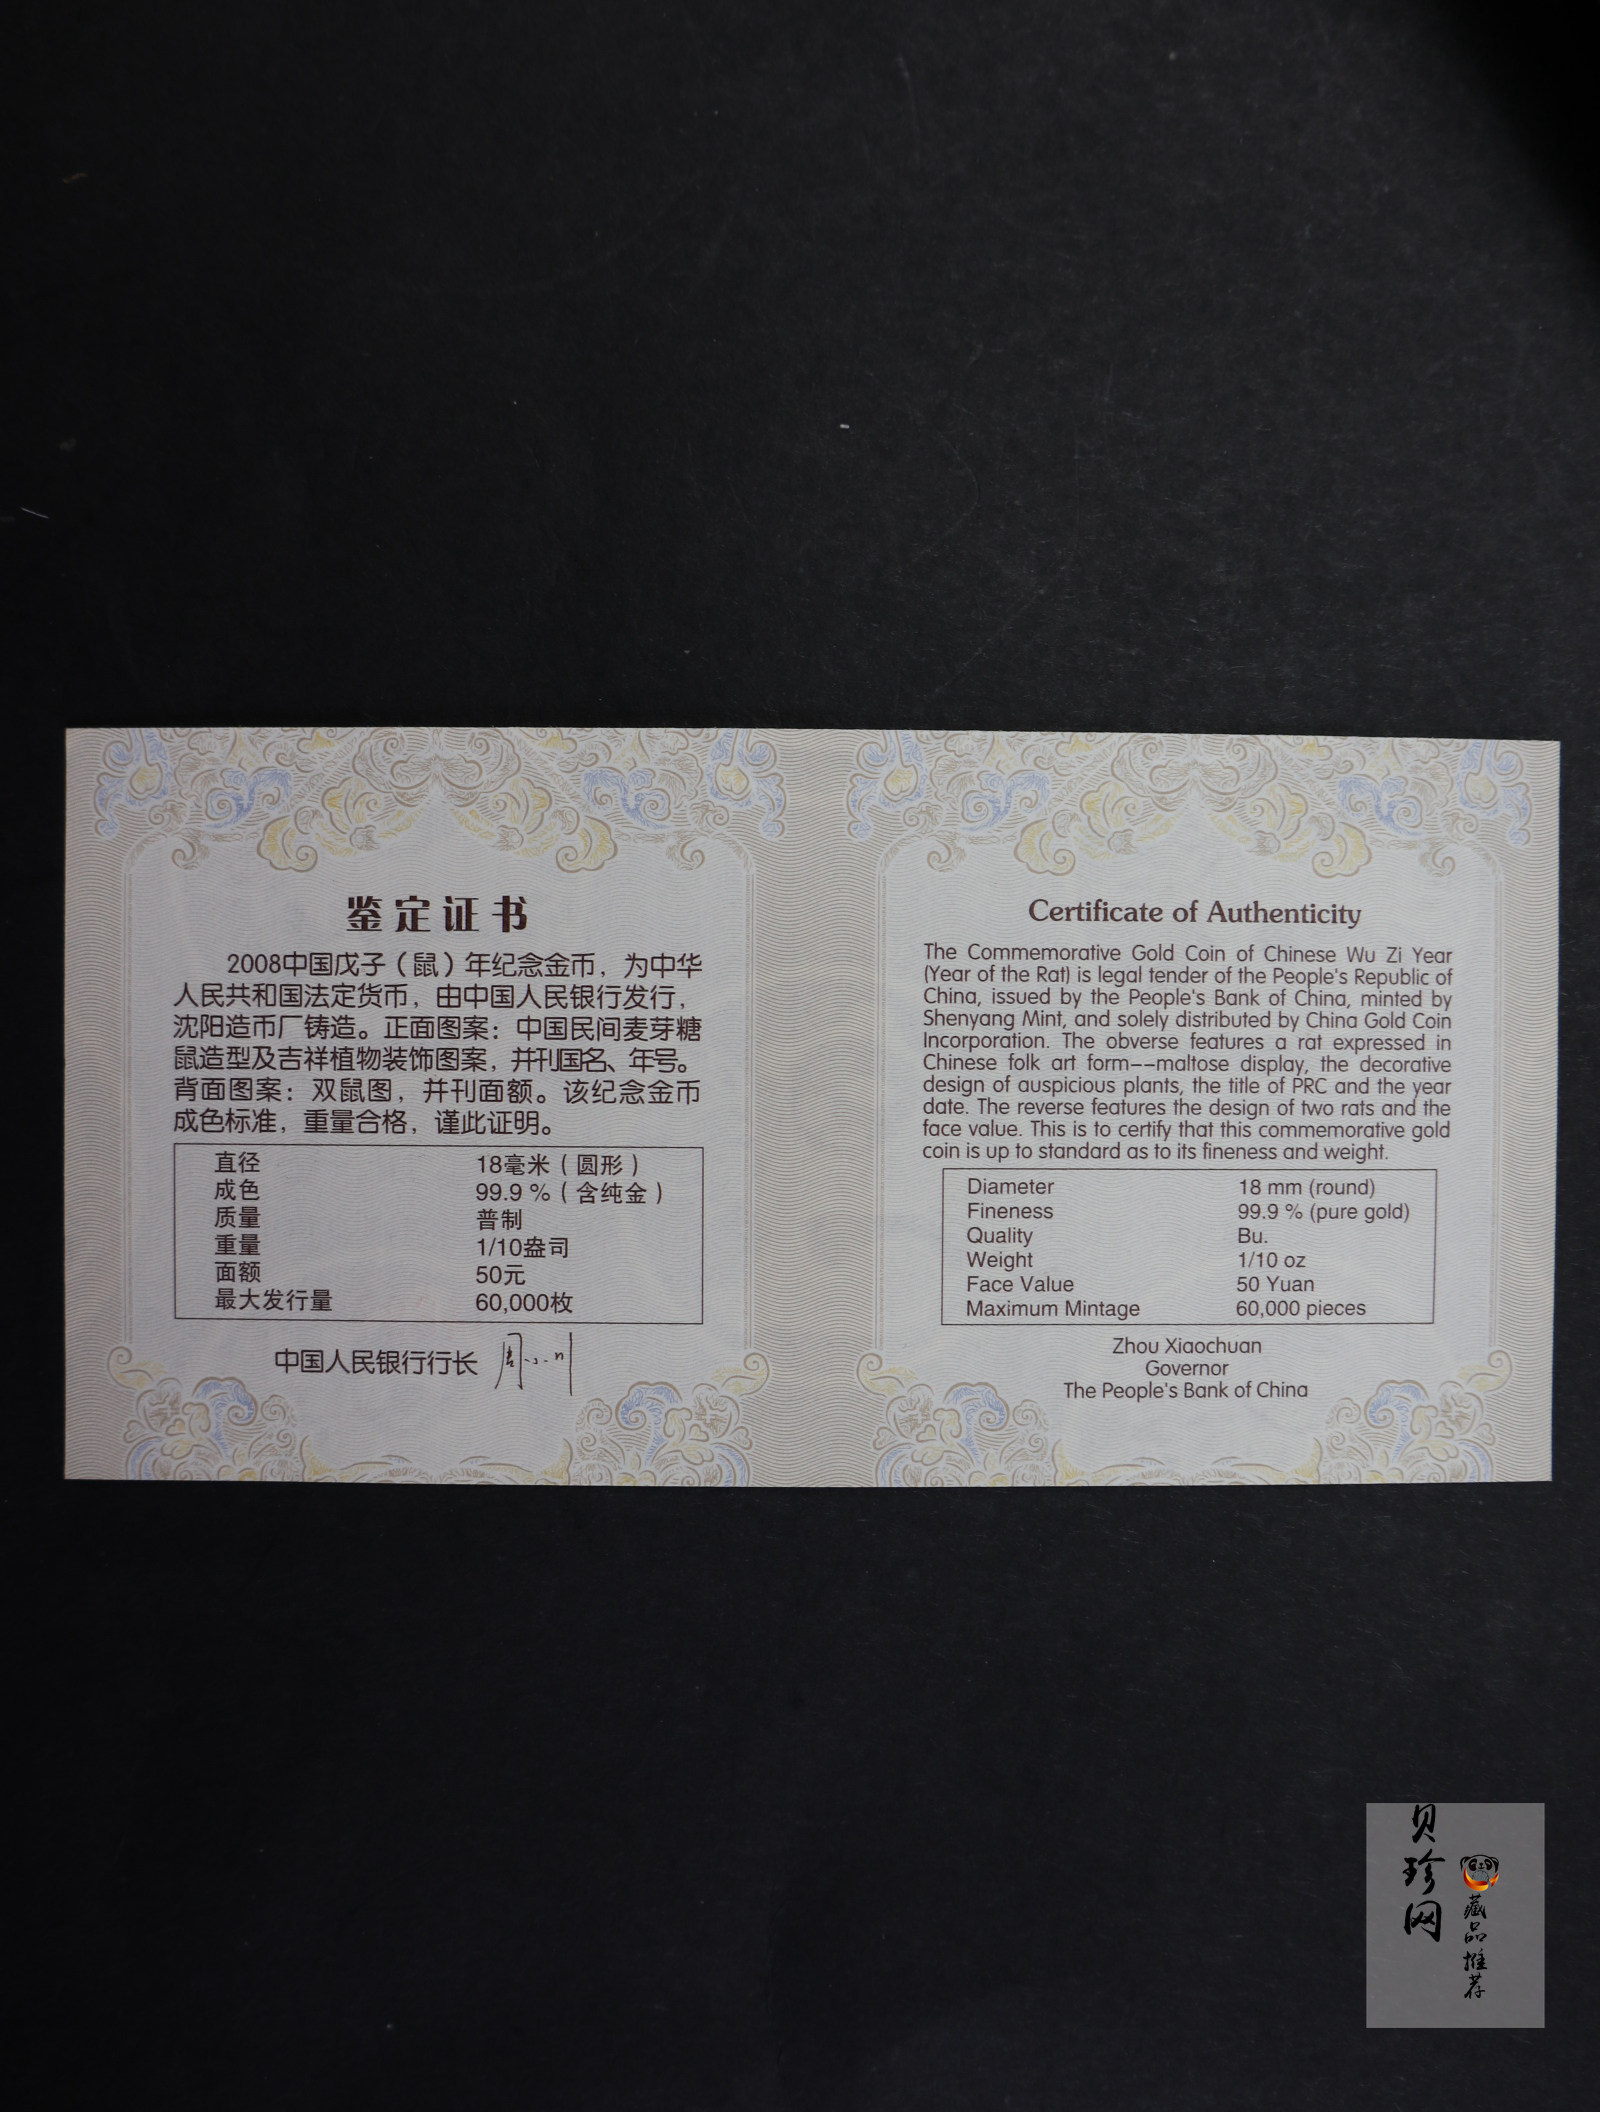 鉴定证书
2008中国戊子（鼠）年纪念金币，为中华
人民共和国法定货币，由中国人民银行发行，
沈阳造币厂铸造。正面图案：中国民间麦芽糖
鼠造型及吉祥植物装饰图案，并刊国名、年号。
背面图案：双鼠图，并刊面额。该纪念金币
成色标准，重量合格，谨此证明。
直径 18毫米（圆形）
成色 99.9 %（含纯金）
质量 普制
重量 1/10盎司
面额 50元
最大发行量 60,000枚
中国人民银行行长 周小川
Certificate of Authenticity
The Commemorative Gold Coin of Chinese Wu Zi Year
(Year of the Rat) is legal tender of the People's Republic of
China, issued by the People's Bank of China, minted by
Shenyang Mint, and solely distributed by China Gold Coin
Incorporation. The obverse features a rat expressed in
Chinese folk art form--maltose display, the decorative
design of auspicious plants, the title of PRC and the year
date. The reverse features the design of two rats and the
face value. This is to certify that this commemorative gold
coin is up to standard as to its fineness and weight.
Diameter 18 mm (round)
Fineness 99.9 % (pure gold)
Quality Bu.
Weight 1/10 oz
Face Value 50 Yuan
Maximum Mintage 60,000 pieces
Zhou Xiaochuan
Governor
The People's Bank of China
贝珍网
藏品推荐